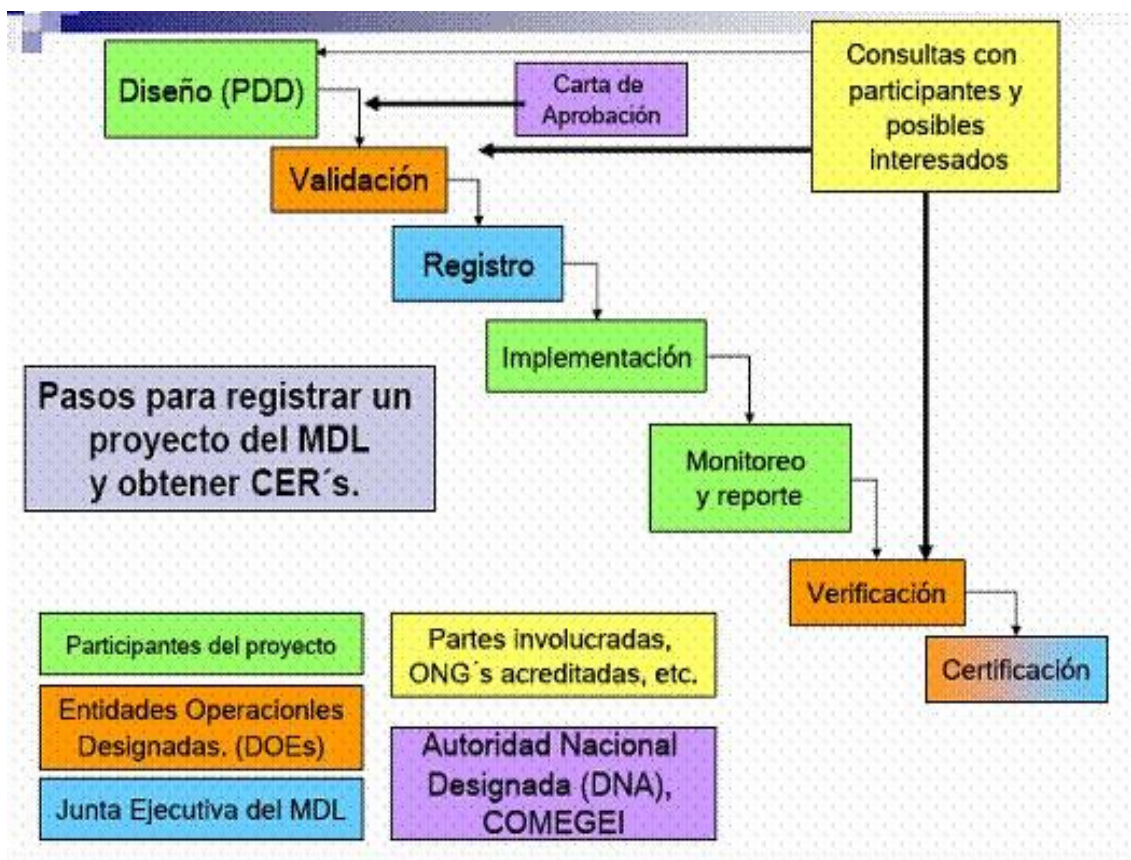 Diseño (PDD)
Carta de
Aprobación
Consultas con
participantes y
posibles
interesados
Validación
Registro
Implementación
Pasos para registrar un
proyecto del MDL
y obtener CER´s.
Monitoreo
y reporte
Verificación
Certificación
Participantes del proyecto
Entidades Operacionles
Designadas. (DOEs)
Junta Ejecutiva del MDL
Partes involucradas,
ONG´s acreditadas, etc.
Autoridad Nacional
Designada (DNA),
COMEGEI